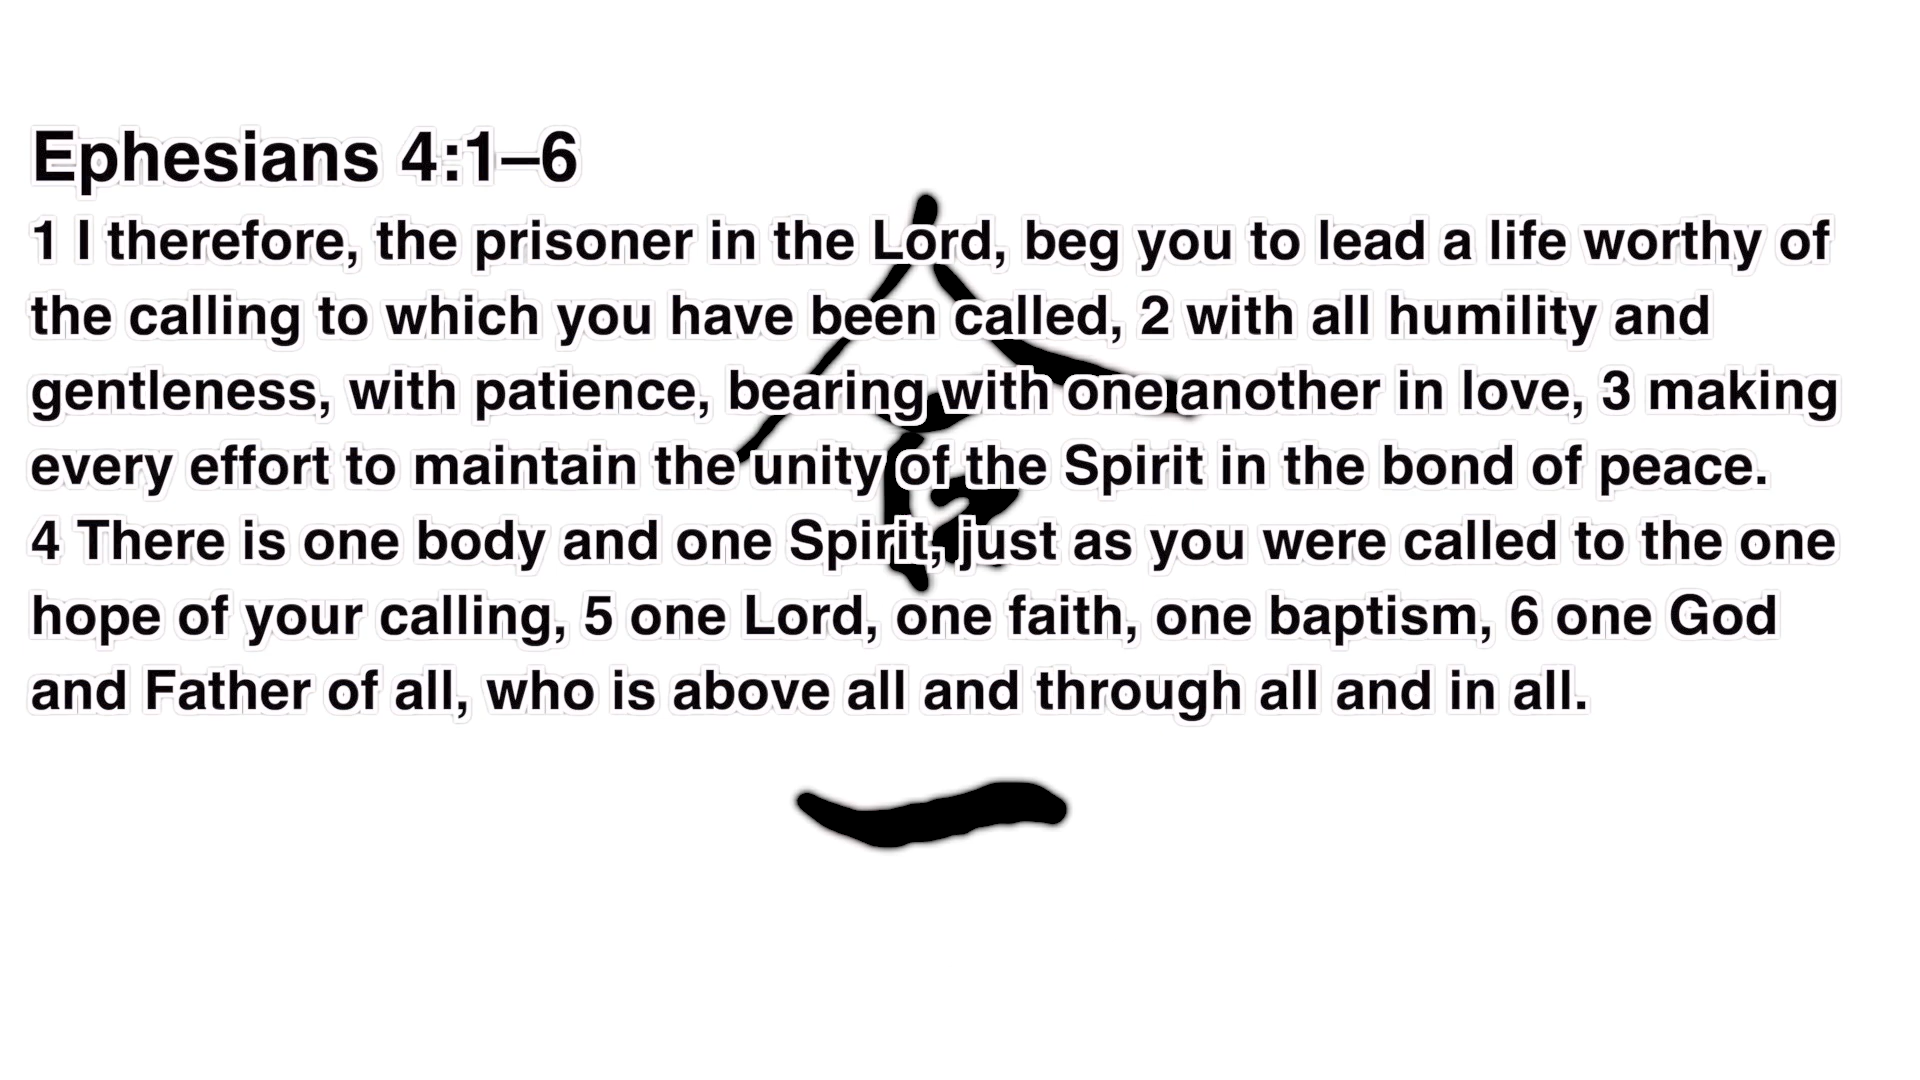 Ephesians 4:1–6
1 I therefore, the prisoner in the Lord, beg you to lead a life worthy of
the calling to which you have been called, 2 with all humility and
gentleness, with patience, bearing with one another in love, 3 making
every effort to maintain the unity of the Spirit in the bond of peace.
4 There is one body and one Spirit, just as you were called to the one
hope of your calling, 5 one Lord, one faith, one baptism, 6 one God
and Father of all, who is above all and through all and in all.